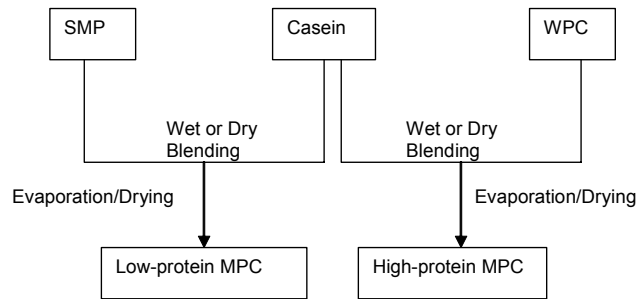 SMP
Casein
WPC
Wet or Dry
Blending
Wet or Dry
Blending
Evaporation/Drying
Evaporation/Drying
Low-protein MPC
High-protein MPC